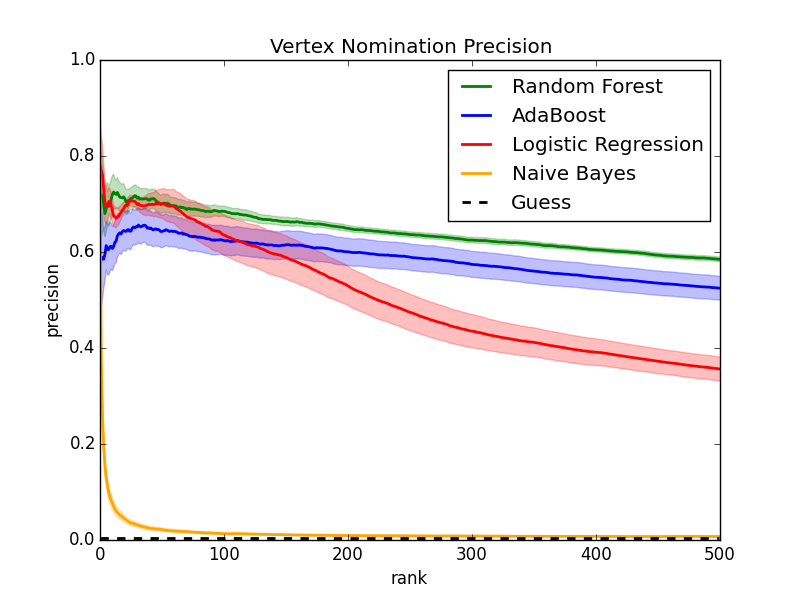 Vertex Nomination Precision
1.0
0.8
0.6
0.4
0.2
0.0
precision
Random Forest
AdaBoost
Logistic Regression
Naive Bayes
Guess
0 100 200 300 400 500
rank